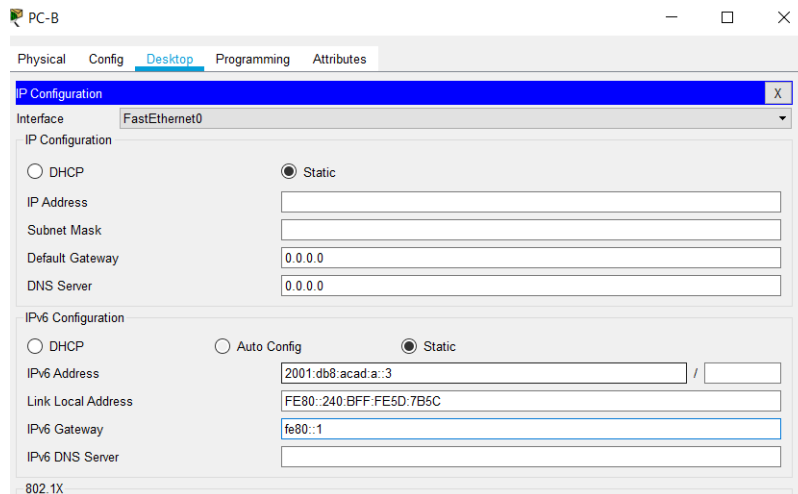 PC-B
Physical Config Desktop Programming Attributes
IP Configuration X
Interface FastEthernet0
IP Configuration
DHCP Static
IP Address
Subnet Mask
Default Gateway 0.0.0.0
DNS Server 0.0.0.0
IPv6 Configuration
DHCP Auto Config Static
IPv6 Address 2001:db8:acad:a::3 /
Link Local Address FE80::240:BFF:FE5D:7B5C
IPv6 Gateway fe80::1
IPv6 DNS Server
802.1X